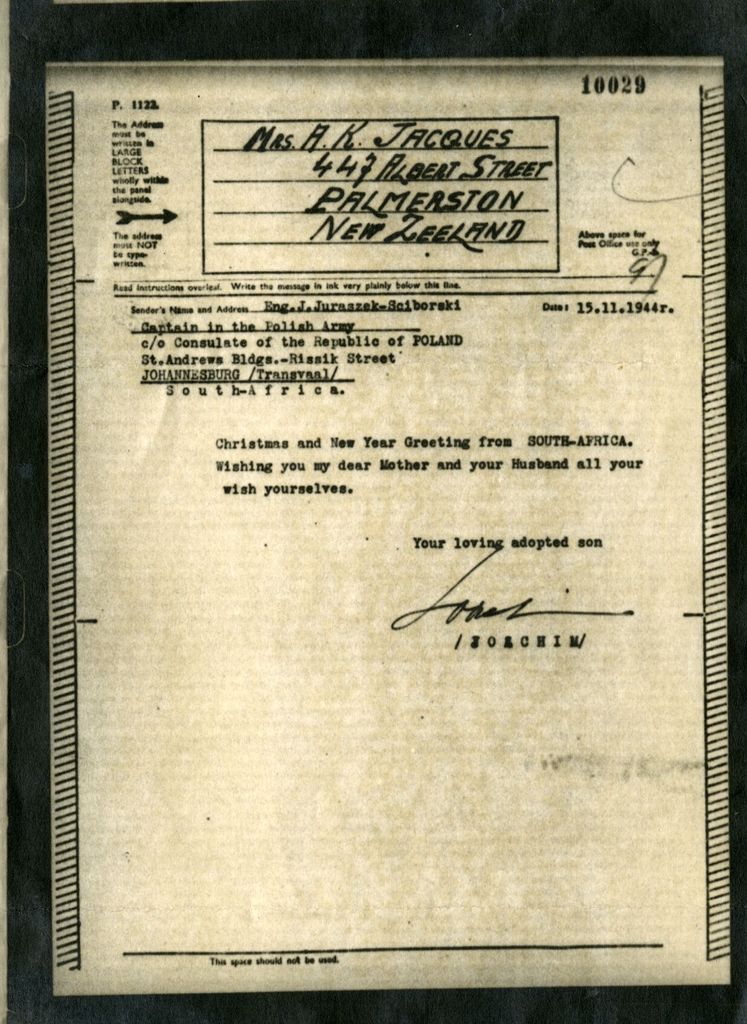 10029
P. 1122.
The Address
must be
written in
LARGE
BLOCK
LETTERS
wholly within
the panel
alongside.
The address
must NOT
be type-
written.
MRS. A. K. JACQUES
447 ALBERT STREET
PALMERSTON
NEW ZEELAND
Above space for
Post Office use only
Read instructions overleaf. Write the message in ink very plainly below this line.
Sender's Name and Address Eng.J.Juraszek-Sciborski Date: 15.11.1944r.
Captain in the Polish Army
c/o Consulate of the Republic of POLAND
St.Andrews Bldgs.-Rissik Street
JOHANNESBURG /Transvaal/
South-Africa.
Christmas and New Year Greeting from SOUTH-AFRICA.
Wishing you my dear Mother and your Husband all your
wish yourselves.
Your loving adopted son
/JOACHIM/
This space should not be used.